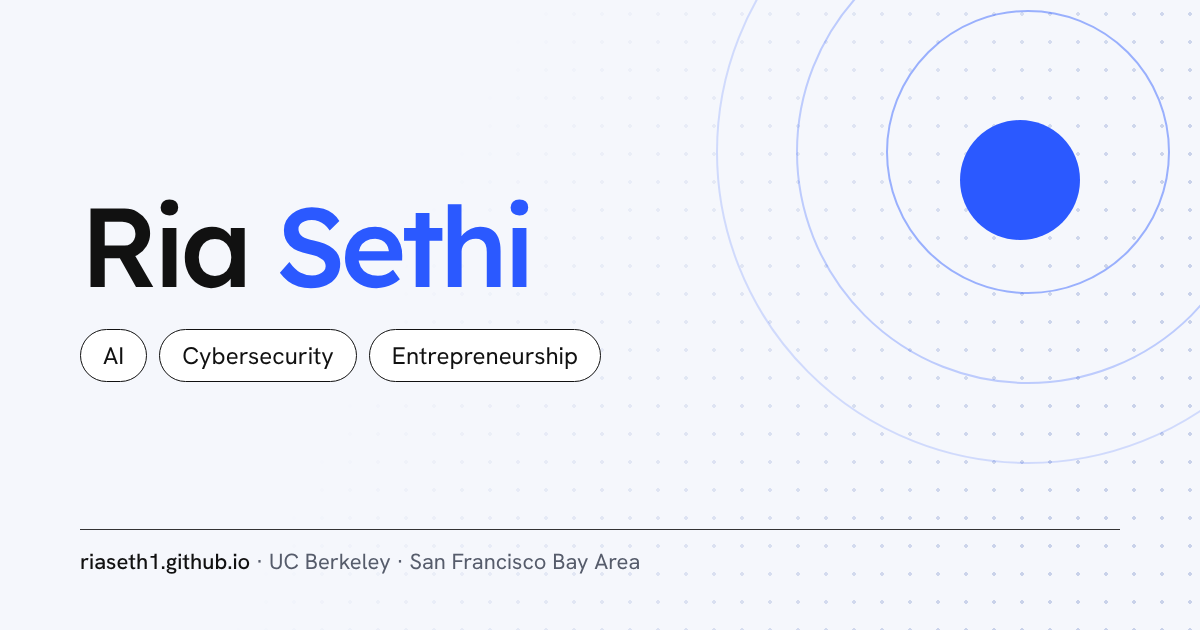 Ria Sethi
AI Cybersecurity Entrepreneurship
riaseth1.github.io · UC Berkeley · San Francisco Bay Area